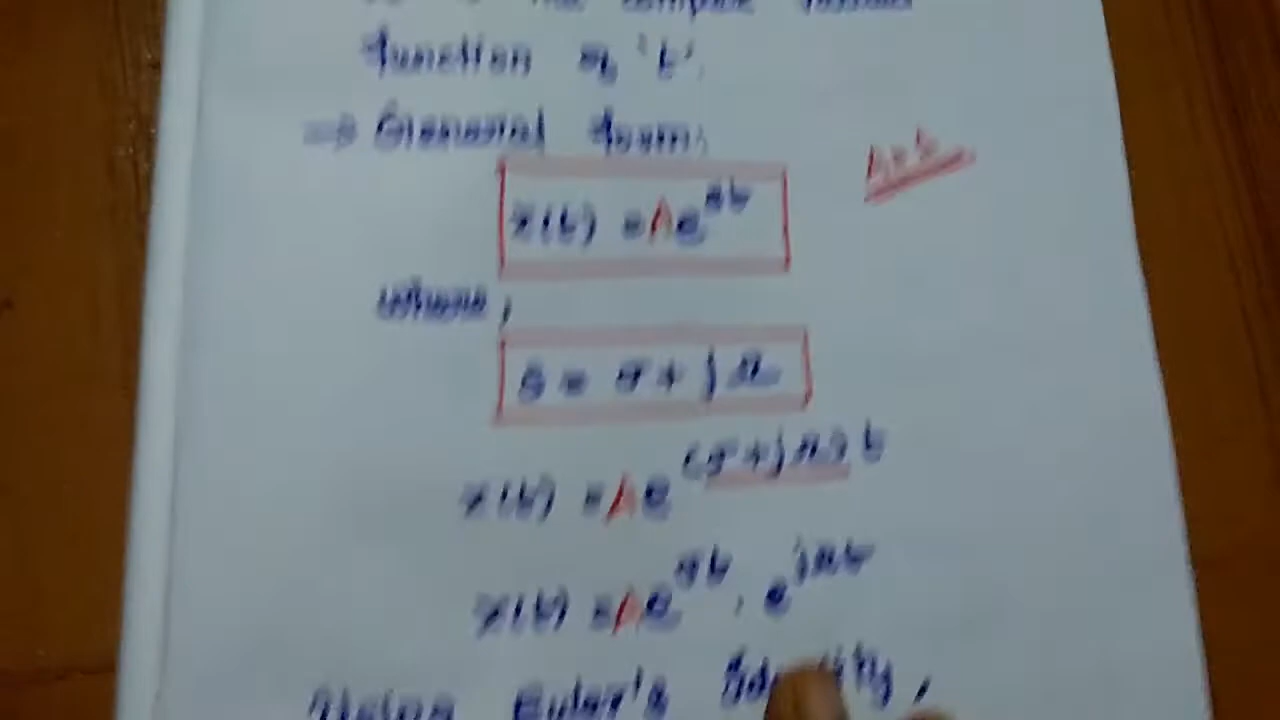 function of 't'.
⇒ General form:
x(t) = Ae^st
where,
s = σ + jΩ
x(t) = Ae^(σ+jΩ)t
x(t) = Ae^σt . e^jΩt
Using Euler's Identity,